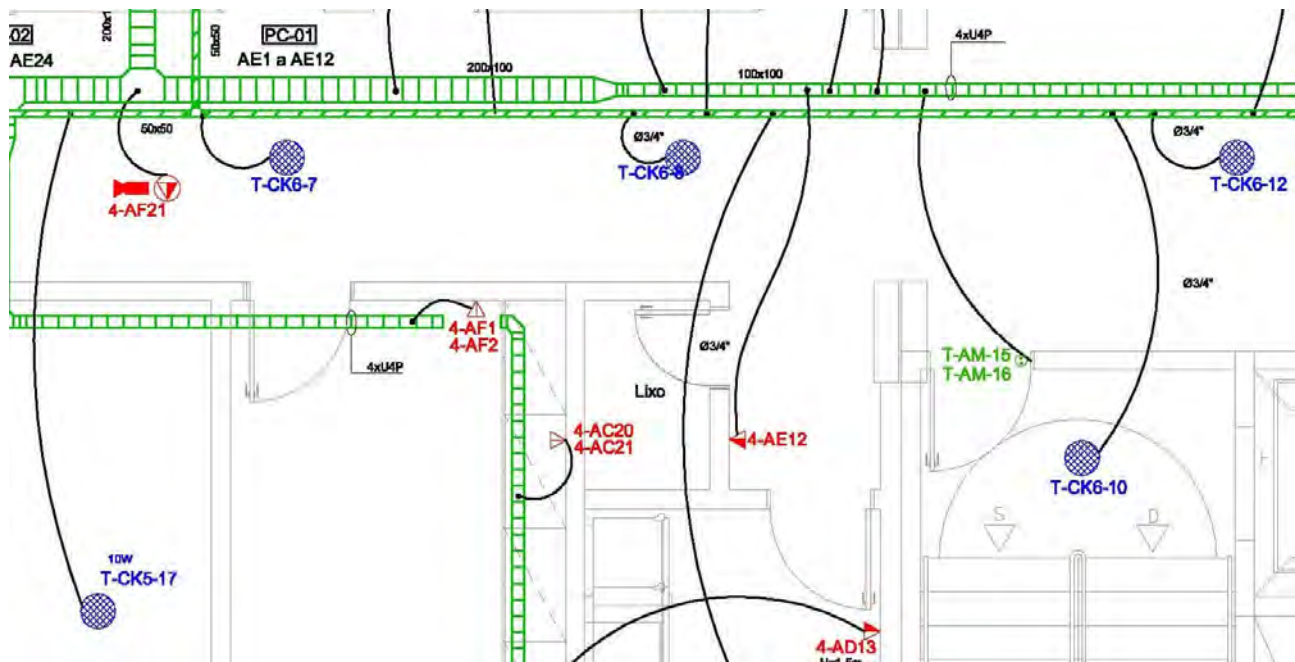 -02
AE24
200x1
50x50
PC-01
AE1 a AE12
200x100
100x100
4xU4P
50x50
Ø3/4"
Ø3/4"
T-CK6-7
T-CK6-8
T-CK6-12
4-AF21
Ø3/4"
4-AF1
4-AF2
4xU4P
Ø3/4"
Lixo
T-AM-15
T-AM-16
4-AC20
4-AC21
4-AE12
T-CK6-10
S
D
10W
T-CK5-17
4-AD13